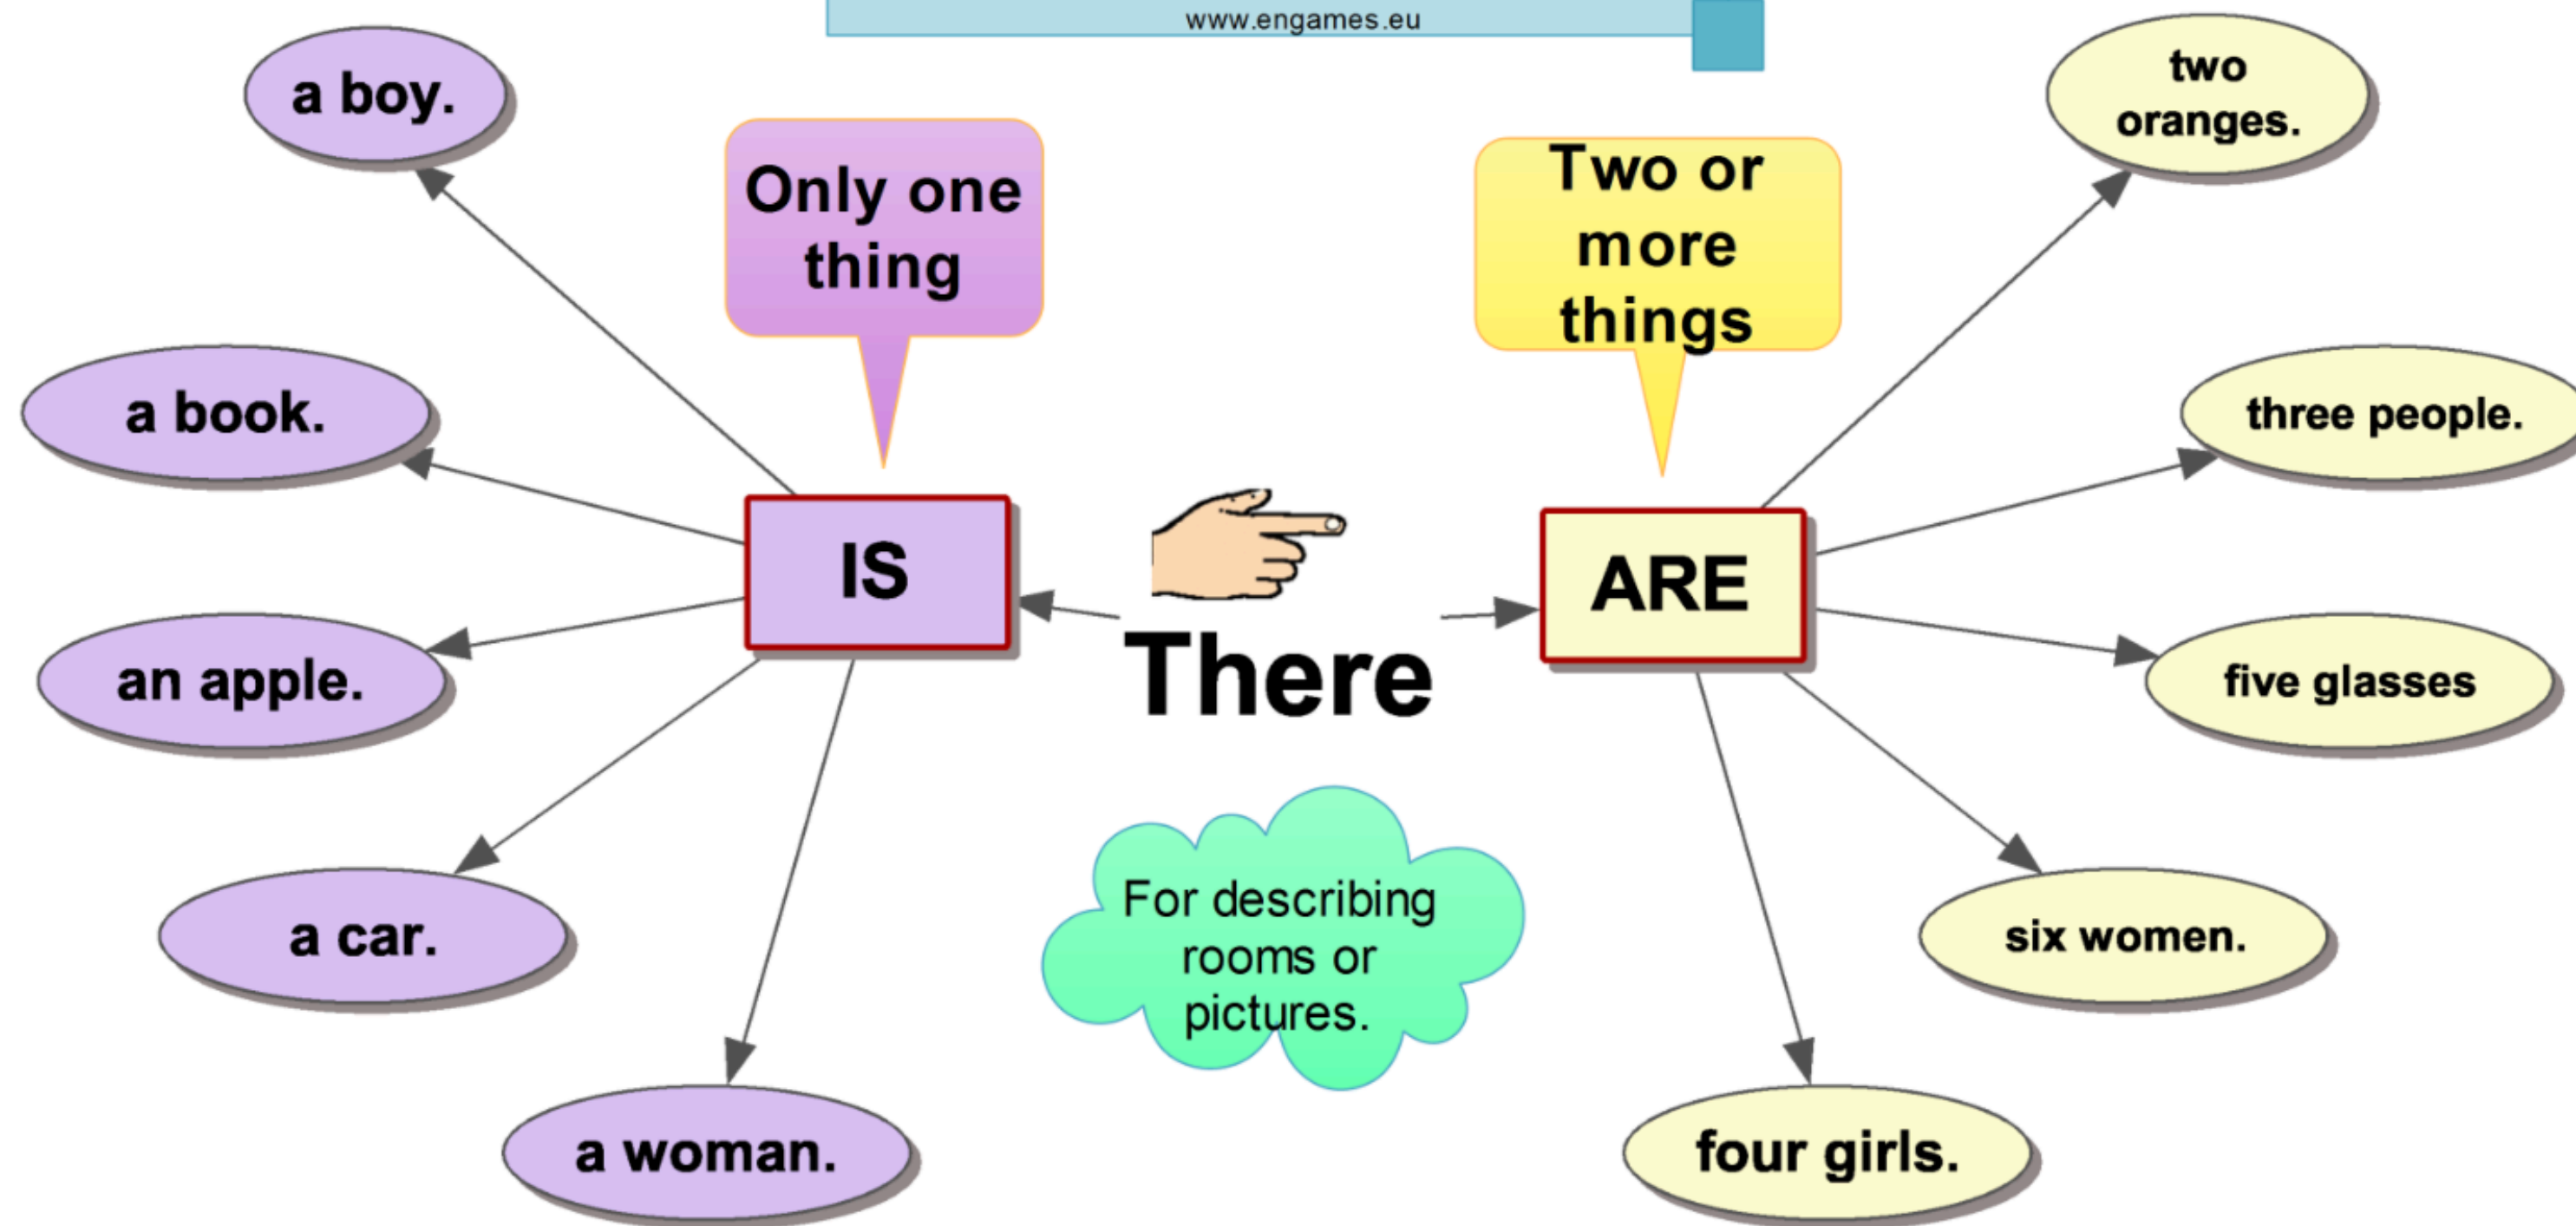 www.engames.eu
a boy.
Only one
thing
Two or
more
things
two
oranges.
a book.
three people.
IS
ARE
There
an apple.
five glasses
For describing
rooms or
pictures.
a car.
six women.
a woman.
four girls.